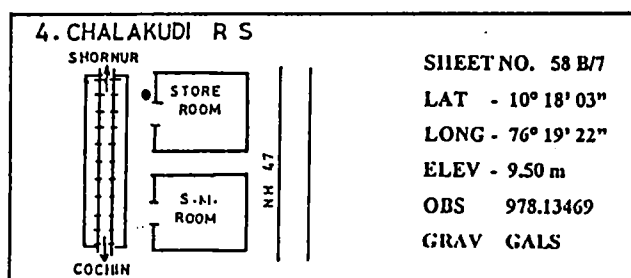 4. CHALAKUDI R S
SHORNUR
STORE
ROOM
NH 47
S.M.
ROOM
COCHIN
SHEET NO. 58 B/7
LAT - 10° 18' 03"
LONG - 76° 19' 22"
ELEV - 9.50 m
OBS 978.13469
GRAV GALS